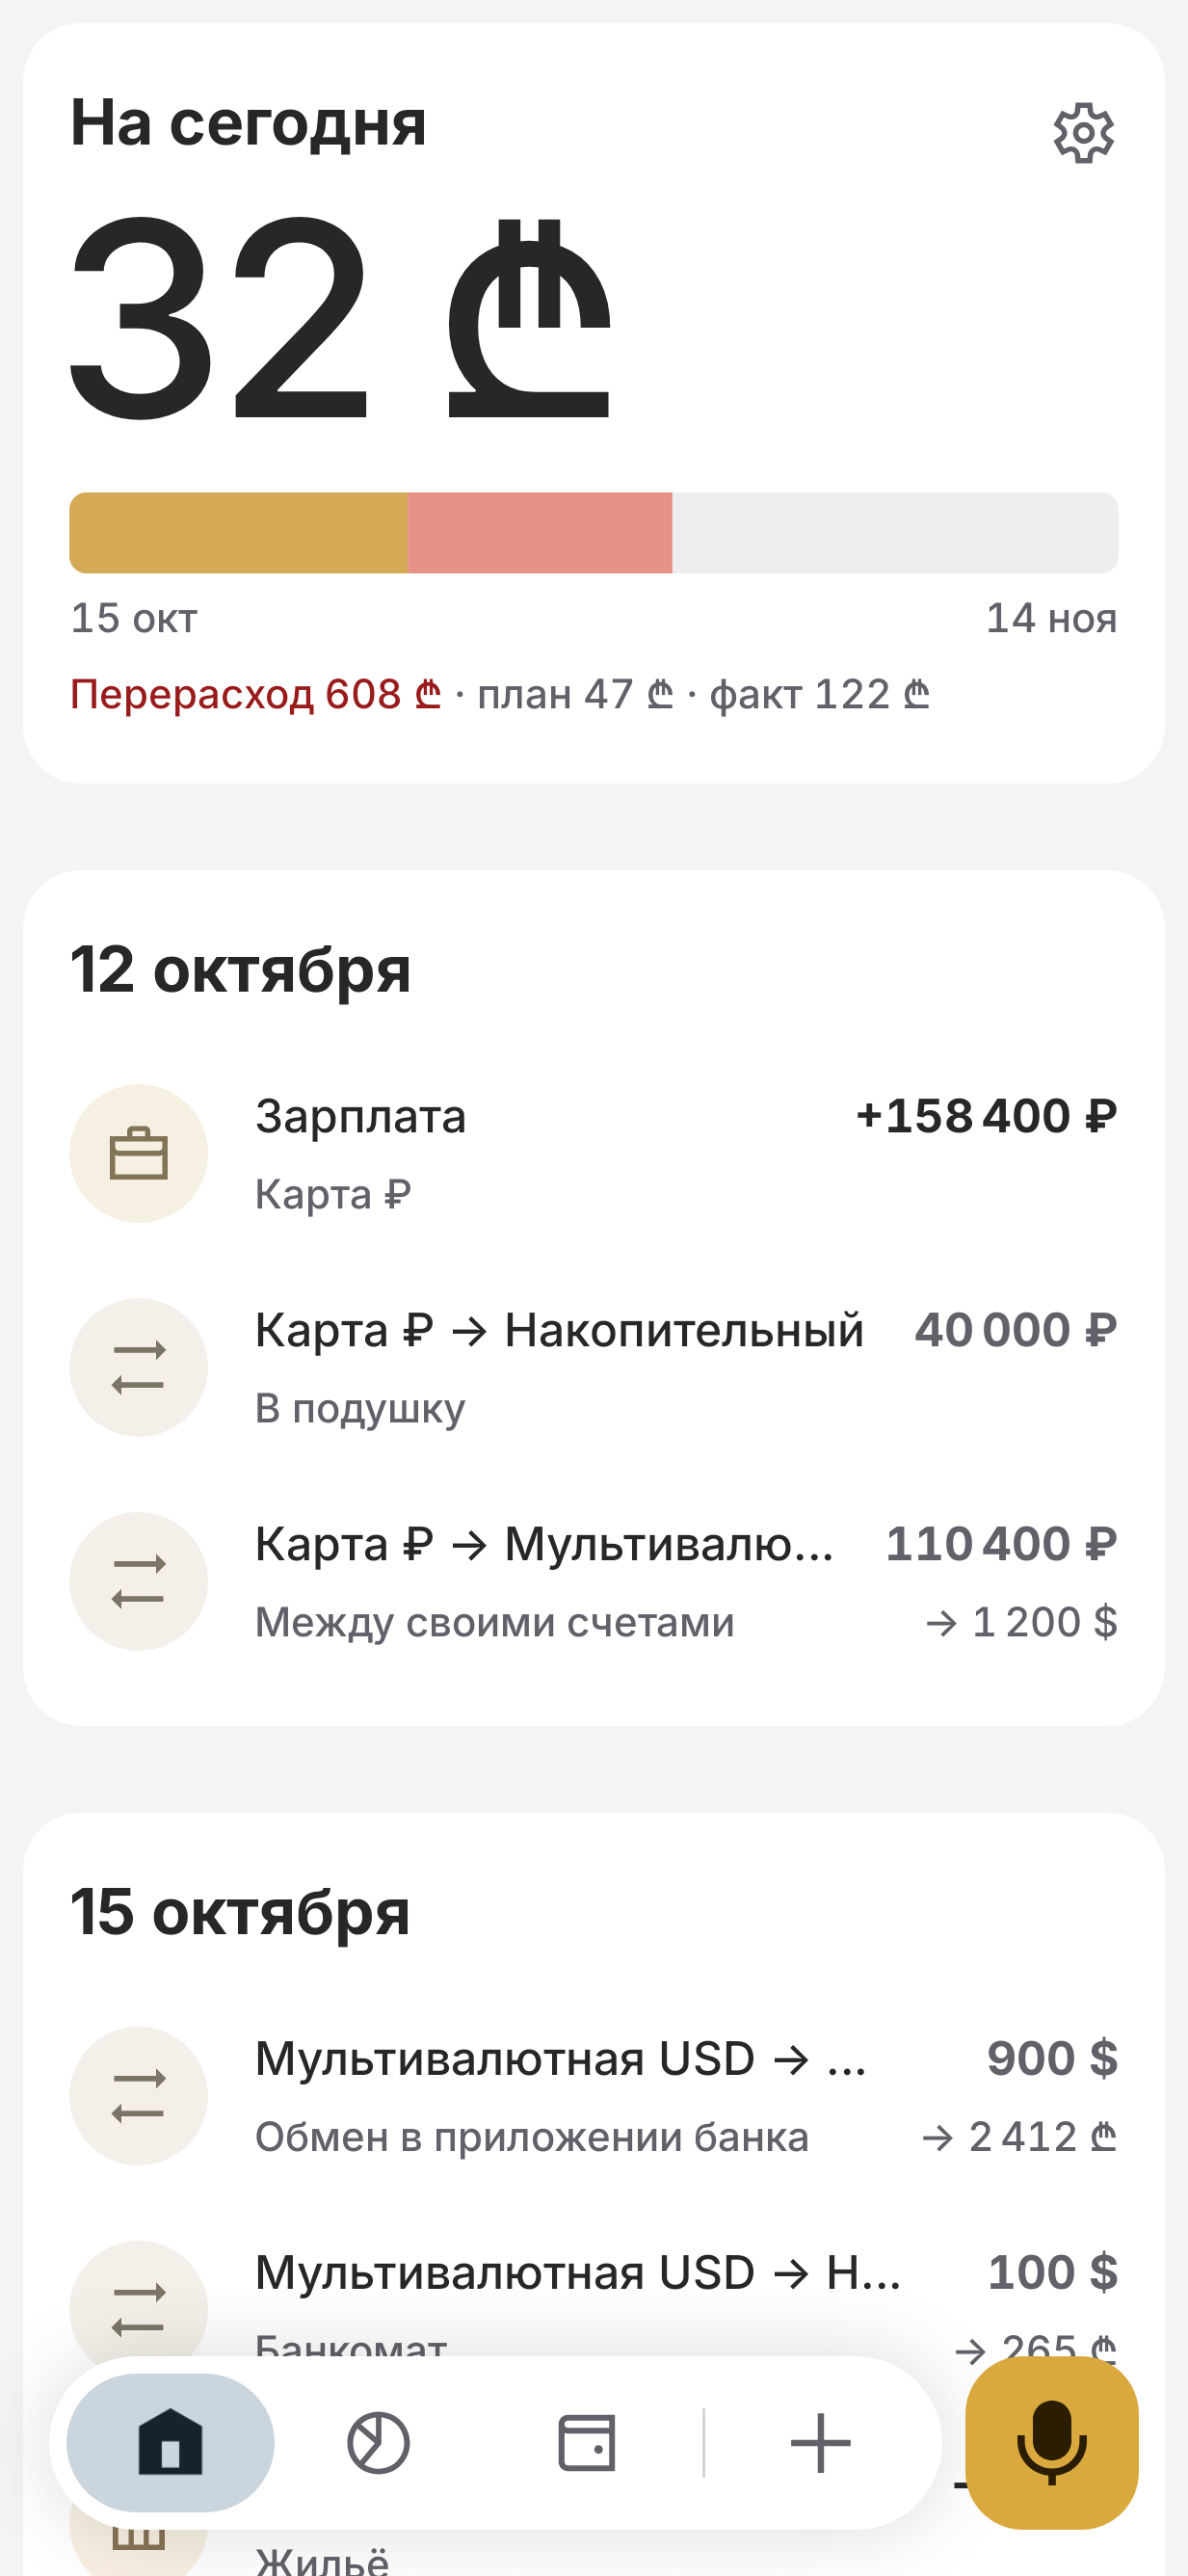 На сегодня
32 ₾
15 окт 14 ноя
Перерасход 608 ₾ · план 47 ₾ · факт 122 ₾
12 октября
Зарплата +158 400 ₽
Карта ₽
Карта ₽ → Накопительный 40 000 ₽
В подушку
Карта ₽ → Мультивалю... 110 400 ₽
Между своими счетами → 1 200 $
15 октября
Мультивалютная USD → ... 900 $
Обмен в приложении банка → 2 412 ₾
Мультивалютная USD → Н... 100 $
Банкомат → 265 ₾
Жильё